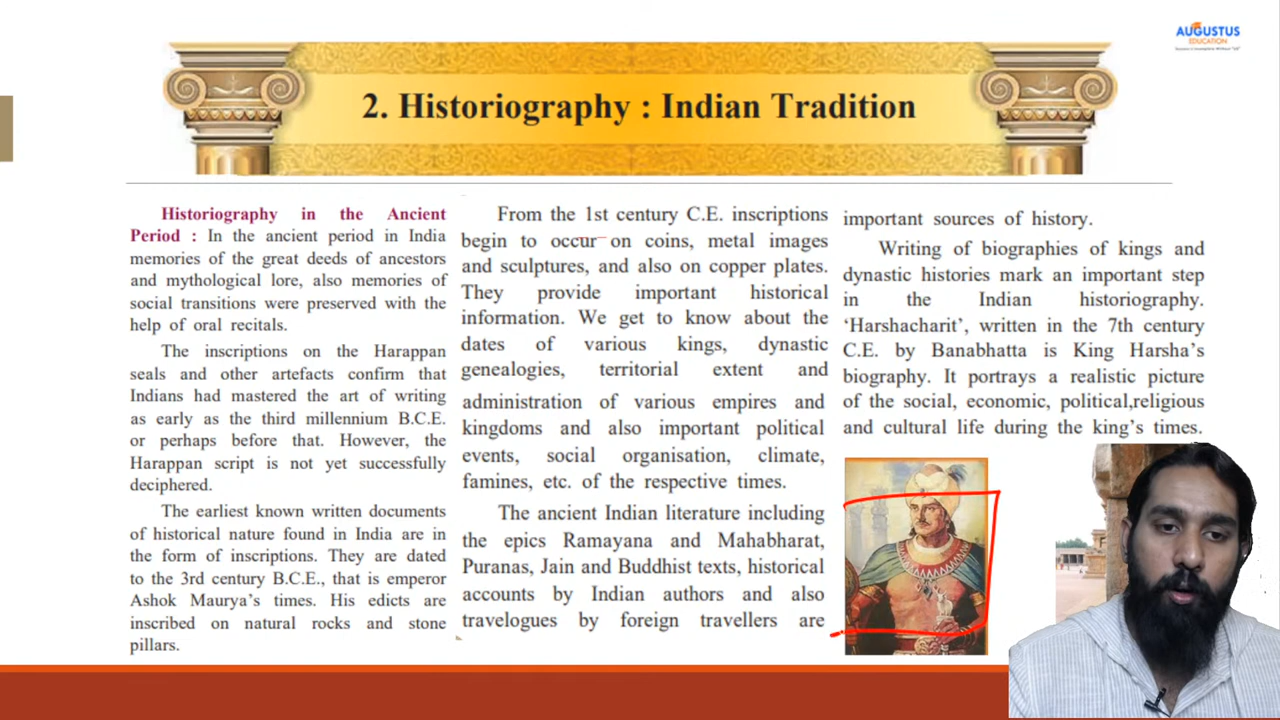 AUGUSTUS
EDUCATION
2. Historiography : Indian Tradition
Historiography in the Ancient
Period : In the ancient period in India
memories of the great deeds of ancestors
and mythological lore, also memories of
social transitions were preserved with the
help of oral recitals.
The inscriptions on the Harappan
seals and other artefacts confirm that
Indians had mastered the art of writing
as early as the third millennium B.C.E.
or perhaps before that. However, the
Harappan script is not yet successfully
deciphered.
The earliest known written documents
of historical nature found in India are in
the form of inscriptions. They are dated
to the 3rd century B.C.E., that is emperor
Ashok Maurya's times. His edicts are
inscribed on natural rocks and stone
pillars.
From the 1st century C.E. inscriptions
begin to occur on coins, metal images
and sculptures, and also on copper plates.
They provide important historical
information. We get to know about the
dates of various kings, dynastic
genealogies, territorial extent and
administration of various empires and
kingdoms and also important political
events, social organisation, climate,
famines, etc. of the respective times.
The ancient Indian literature including
the epics Ramayana and Mahabharat,
Puranas, Jain and Buddhist texts, historical
accounts by Indian authors and also
travelogues by foreign travellers are
important sources of history.
Writing of biographies of kings and
dynastic histories mark an important step
in the Indian historiography.
‘Harshacharit’, written in the 7th century
C.E. by Banabhatta is King Harsha’s
biography. It portrays a realistic picture
of the social, economic, political,religious
and cultural life during the king’s times.